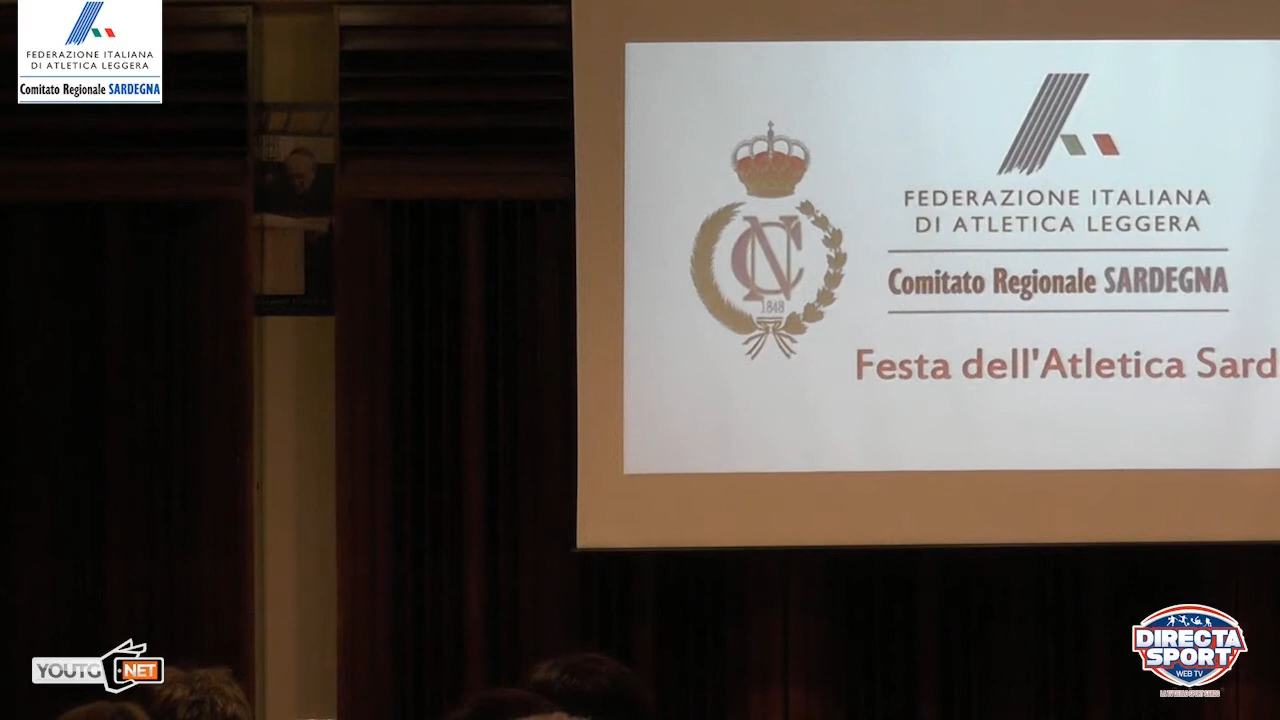 FEDERAZIONE ITALIANA
DI ATLETICA LEGGERA
Comitato Regionale SARDEGNA
NC
1848
FEDERAZIONE ITALIANA
DI ATLETICA LEGGERA
Comitato Regionale SARDEGNA
Festa dell'Atletica Sard
YOUTG .NET
DIRECTA
SPORT
WEB TV